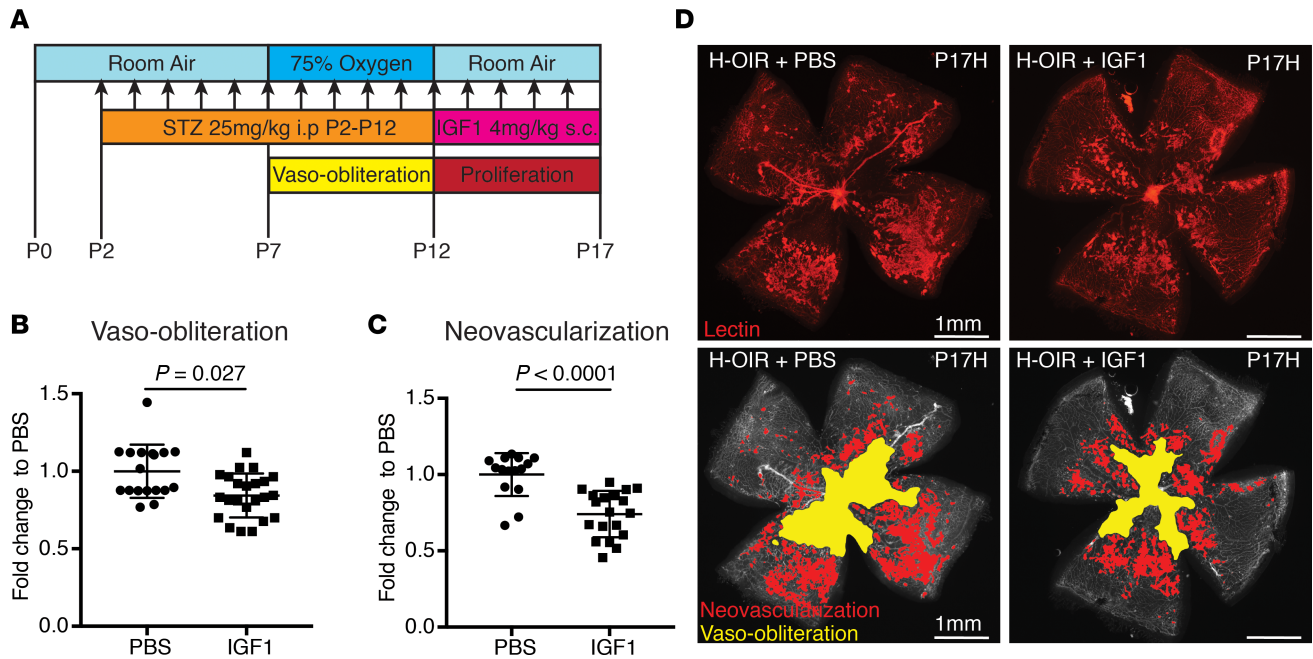 A
Room Air
75% Oxygen
Room Air
STZ 25mg/kg i.p P2-P12
IGF1 4mg/kg s.c.
Vaso-obliteration
Proliferation
P0
P2
P7
P12
P17
B
Vaso-obliteration
P = 0.027
Fold change to PBS
1.5
1.0
0.5
0.0
PBS
IGF1
C
Neovascularization
P < 0.0001
Fold change to PBS
1.5
1.0
0.5
0.0
PBS
IGF1
D
H-OIR + PBS
P17H
Lectin
1mm
H-OIR + IGF1
P17H
H-OIR + PBS
P17H
Neovascularization
Vaso-obliteration
1mm
H-OIR + IGF1
P17H